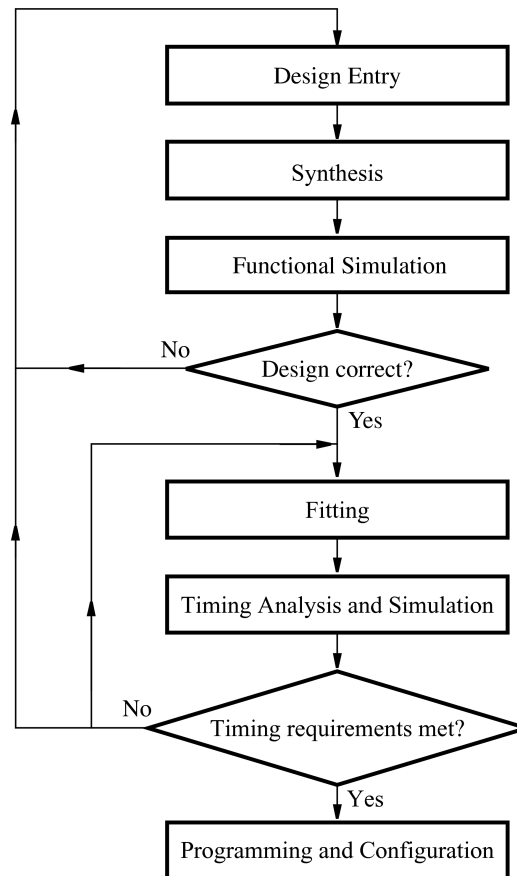 Design Entry
Synthesis
Functional Simulation
No
Design correct?
Yes
Fitting
Timing Analysis and Simulation
No
Timing requirements met?
Yes
Programming and Configuration